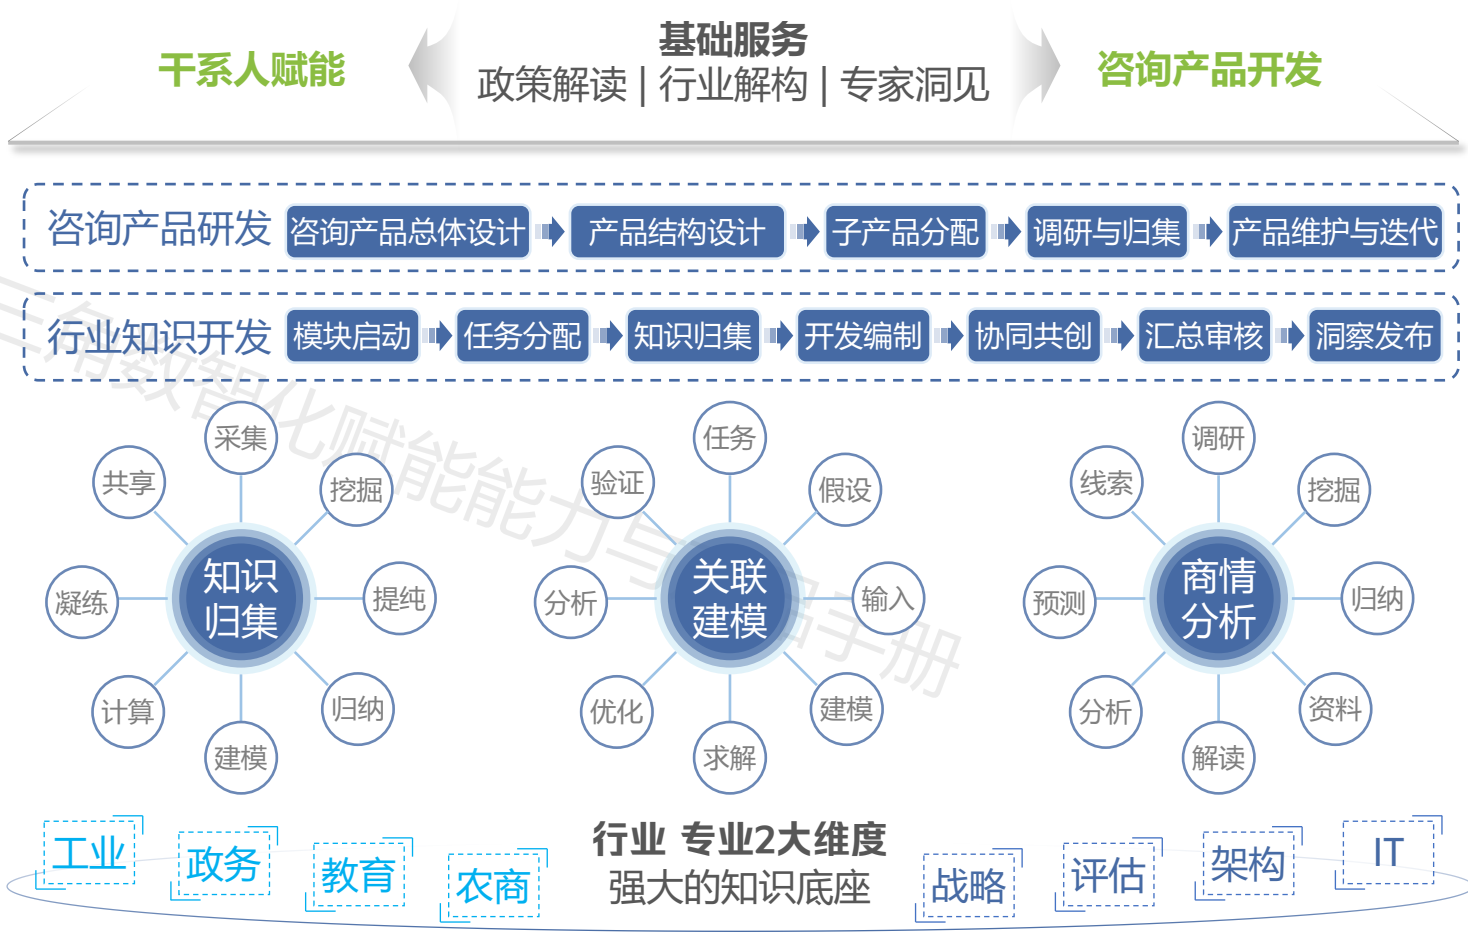 干系人赋能
基础服务
政策解读 | 行业解构 | 专家洞见
咨询产品开发
咨询产品研发
咨询产品总体设计
产品结构设计
子产品分配
调研与归集
产品维护与迭代
行业知识开发
模块启动
任务分配
知识归集
开发编制
协同共创
汇总审核
洞察发布
知识
归集
采集
挖掘
提纯
归纳
建模
计算
凝练
共享
关联
建模
任务
假设
输入
建模
求解
优化
分析
验证
商情
分析
调研
挖掘
归纳
资料
解读
分析
预测
线索
工业
政务
教育
农商
行业 专业2大维度
强大的知识底座
战略
评估
架构
IT